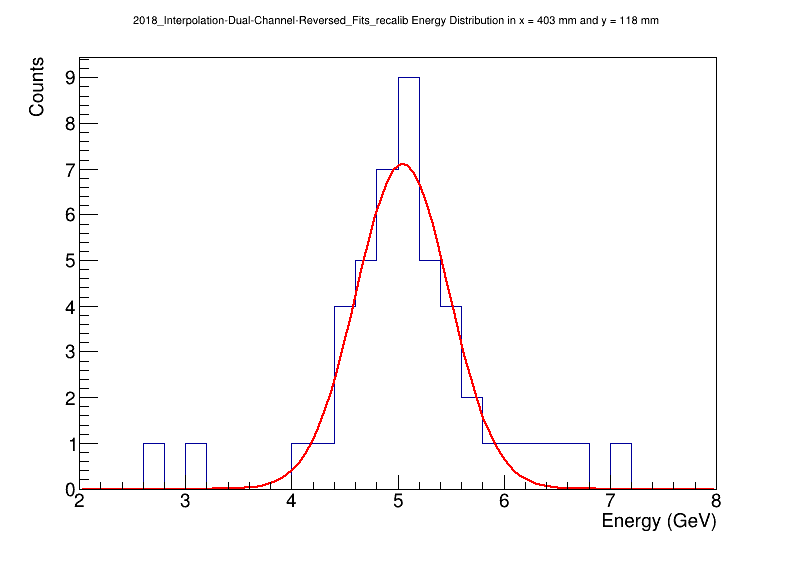 2018_Interpolation-Dual-Channel-Reversed_Fits_recalib Energy Distribution in x = 403 mm and y = 118 mm
Counts
9
8
7
6
5
4
3
2
1
0
2 3 4 5 6 7 8
Energy (GeV)